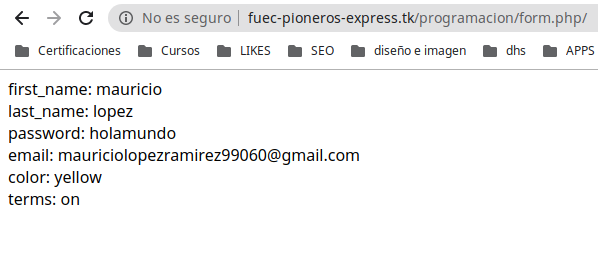 No es seguro | fuec-pioneros-express.tk/programacion/form.php/
Certificaciones Cursos LIKES SEO diseño e imagen dhs APPS
first_name: mauricio
last_name: lopez
password: holamundo
email: mauriciolopezramirez99060@gmail.com
color: yellow
terms: on